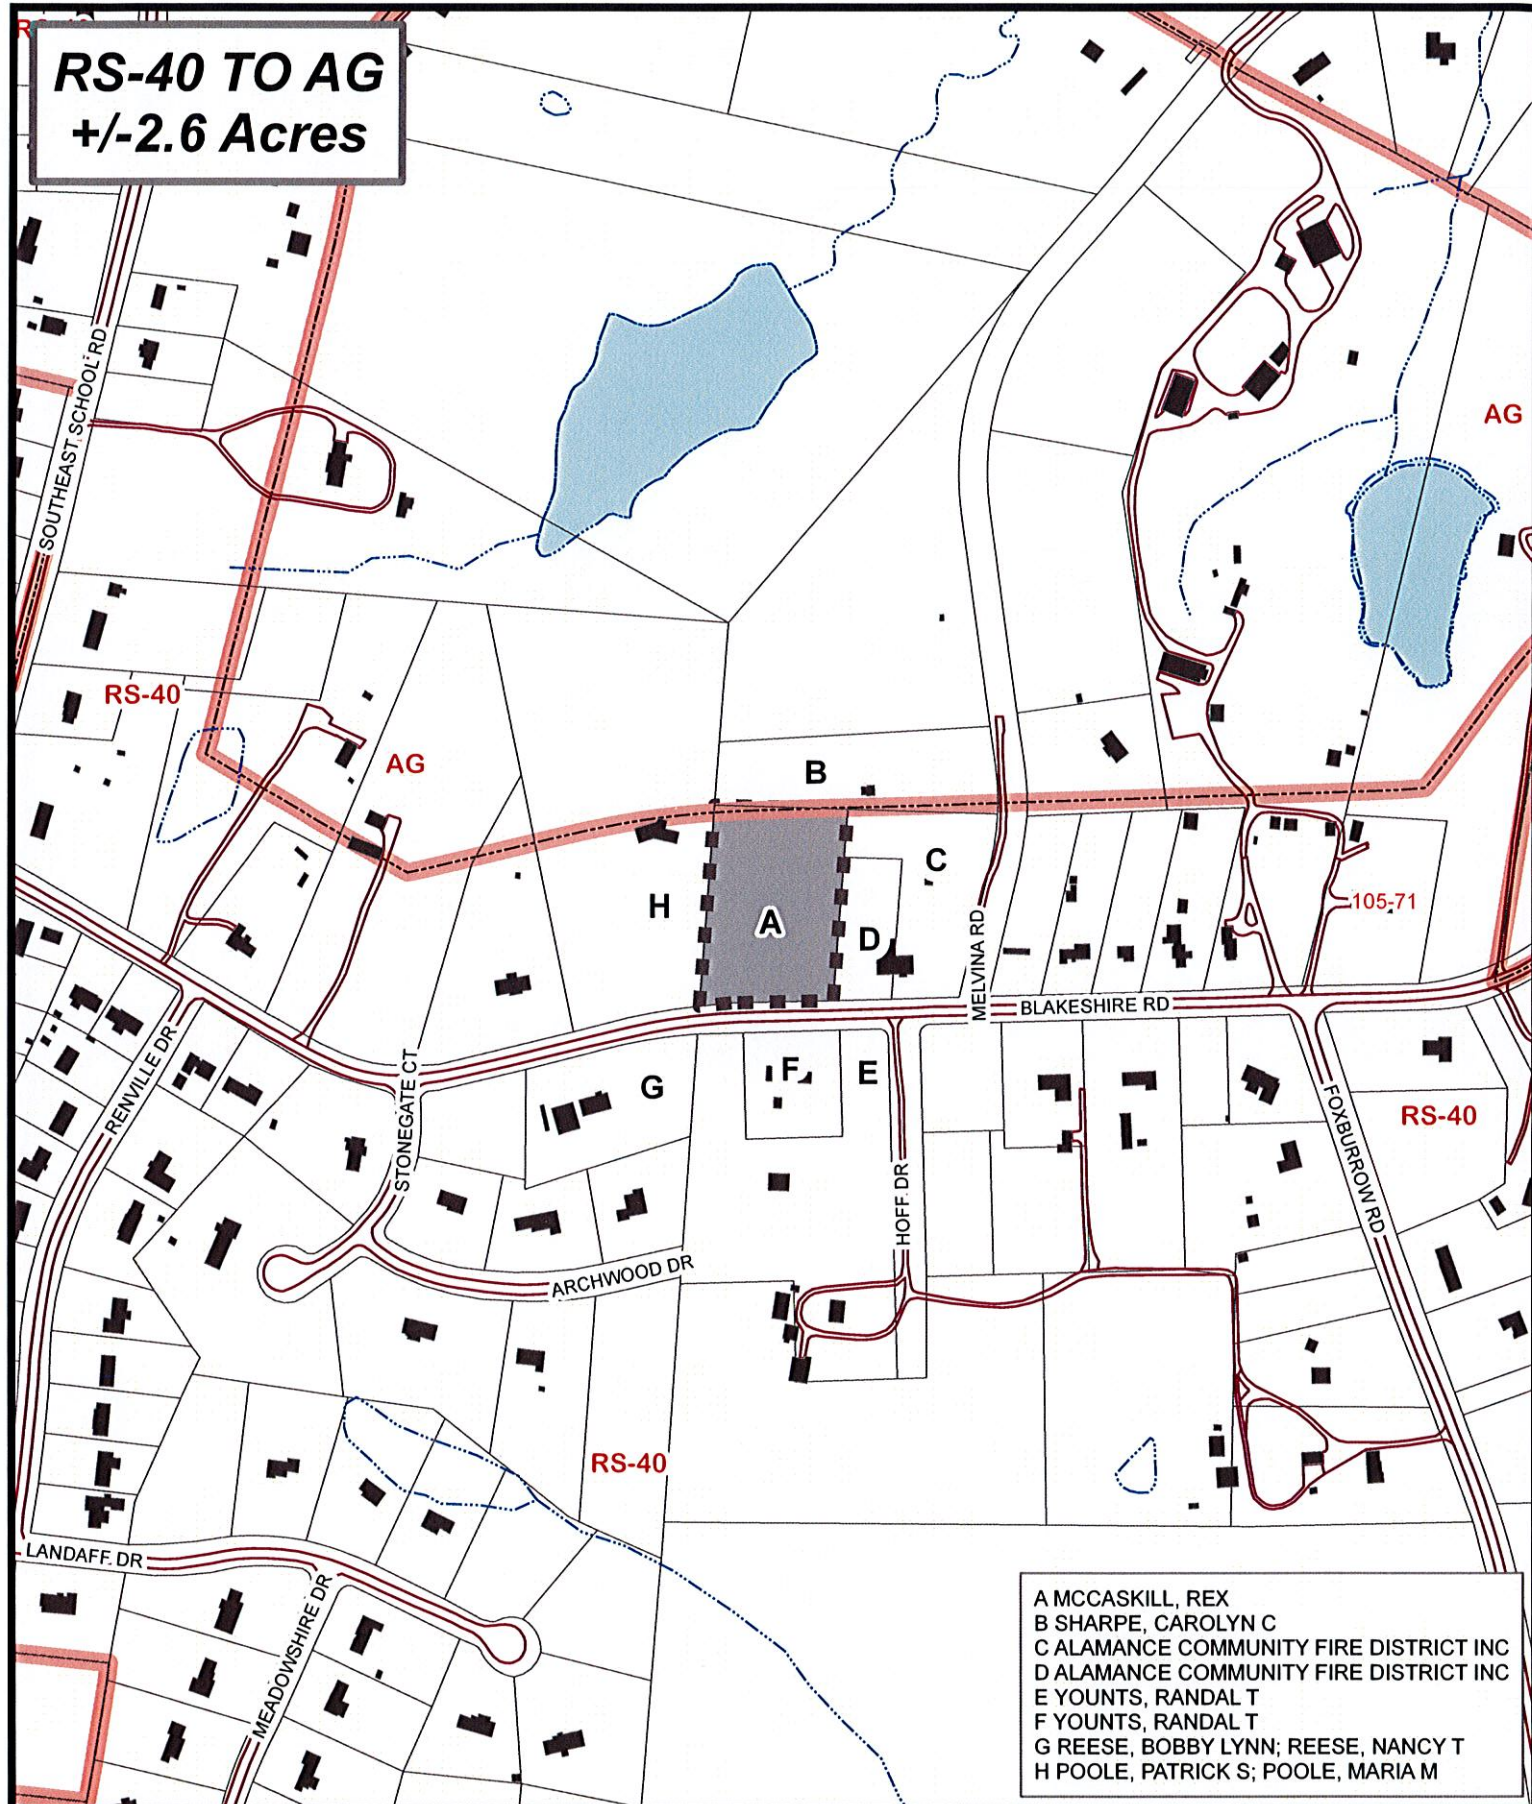 RS-40 TO AG
+/-2.6 Acres
SOUTHEAST SCHOOL RD
AG
RS-40
AG
B
C
H
A
D
105-71
MELVINA RD
BLAKESHIRE RD
RENVILLE DR
STONEGATE CT
G
F
E
HOFF DR
FOXBURROW RD
RS-40
ARCHWOOD DR
RS-40
LANDAFF DR
MEADOWSHIRE DR
A MCCASKILL, REX
B SHARPE, CAROLYN C
C ALAMANCE COMMUNITY FIRE DISTRICT INC
D ALAMANCE COMMUNITY FIRE DISTRICT INC
E YOUNTS, RANDAL T
F YOUNTS, RANDAL T
G REESE, BOBBY LYNN; REESE, NANCY T
H POOLE, PATRICK S; POOLE, MARIA M